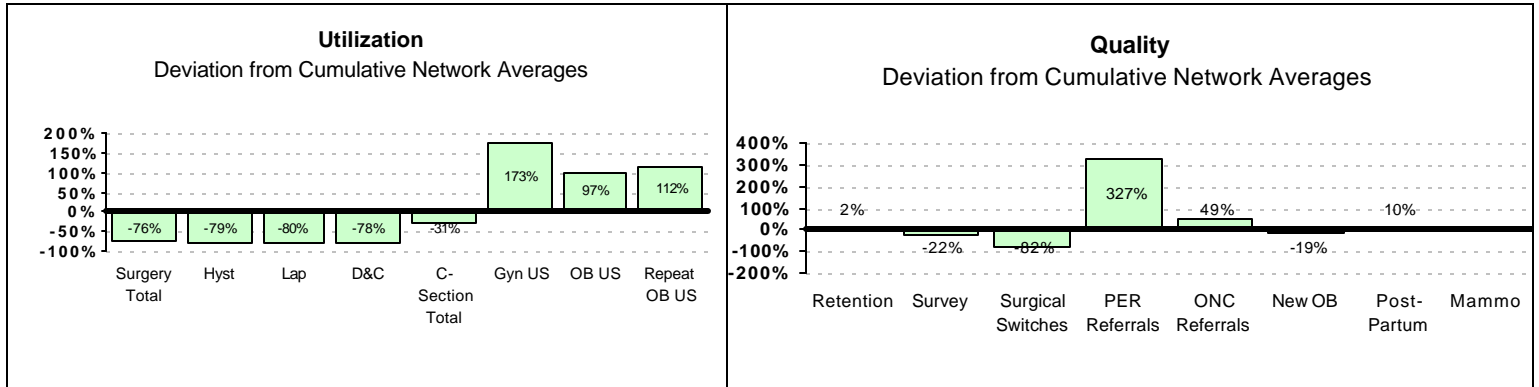 Utilization
Deviation from Cumulative Network Averages
200%
150%
100%
50%
0%
-50%
-100%
-76%
-79%
-80%
-78%
-31%
173%
97%
112%
Surgery
Total
Hyst
Lap
D&C
C-
Section
Total
Gyn US
OB US
Repeat
OB US
Quality
Deviation from Cumulative Network Averages
400%
300%
200%
100%
0%
-100%
-200%
2%
-22%
-82%
327%
49%
-19%
10%
Retention
Survey
Surgical
Switches
PER
Referrals
ONC
Referrals
New OB
Post-
Partum
Mammo